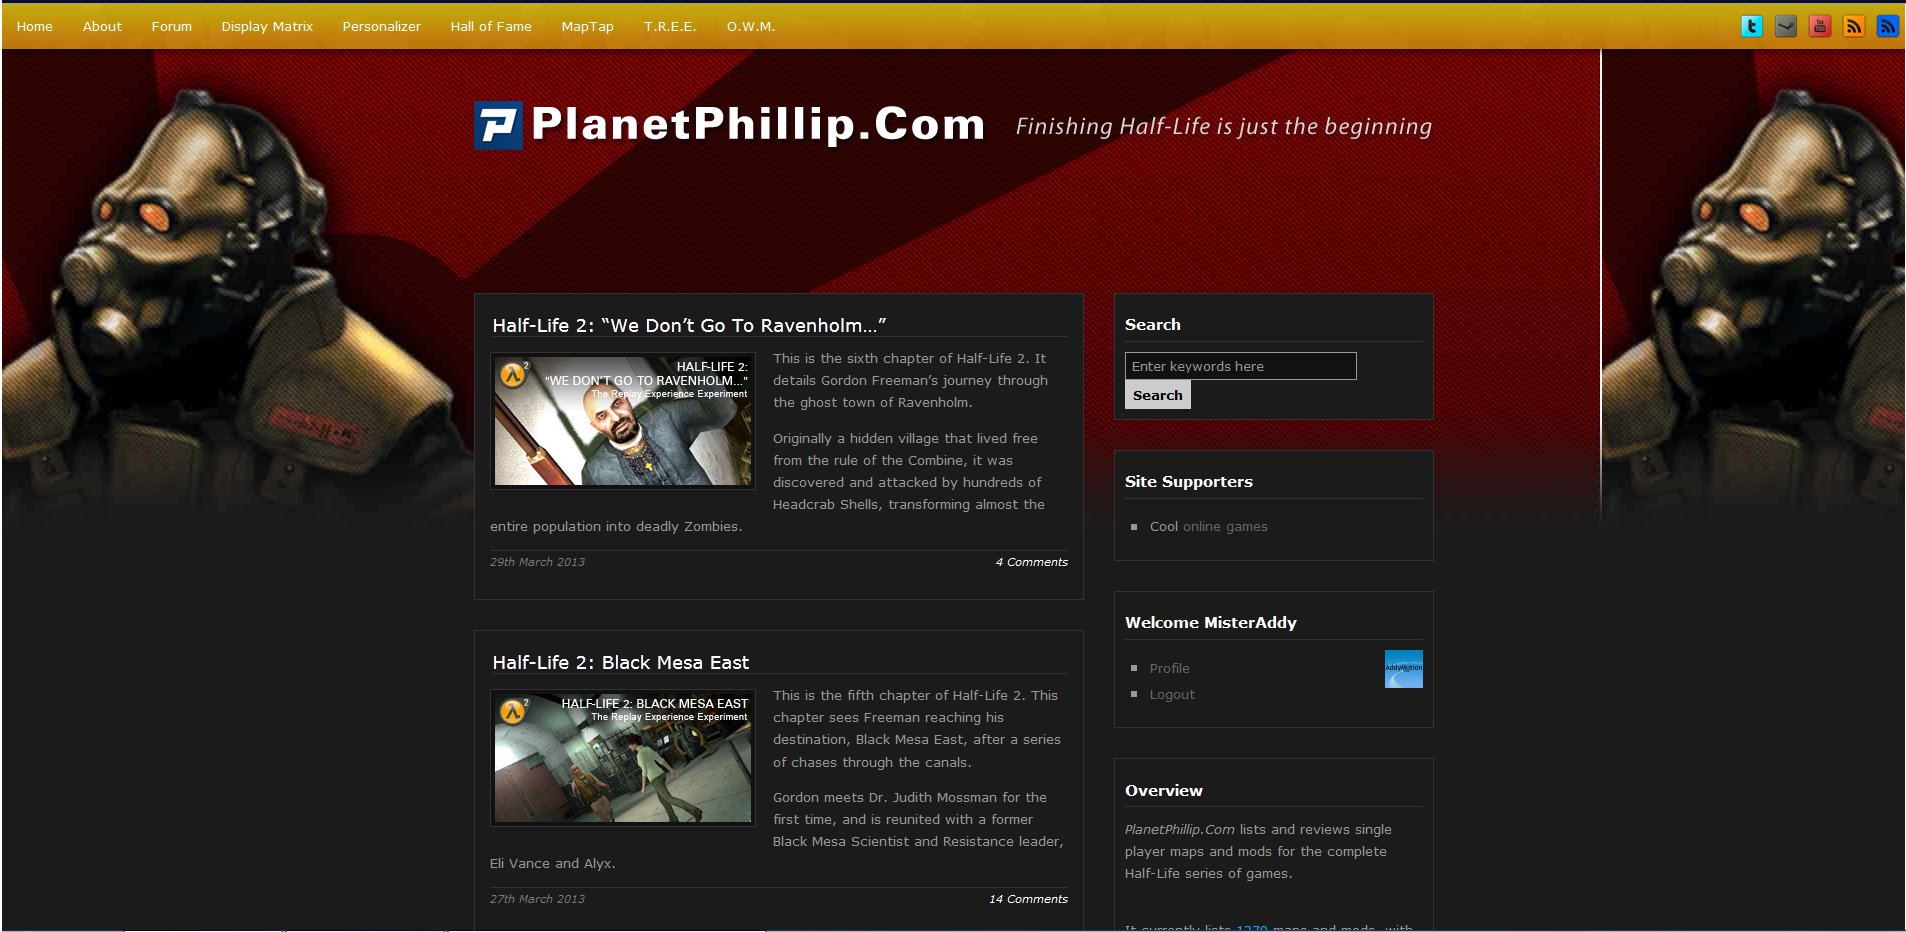 Home About Forum Display Matrix Personalizer Hall of Fame MapTap T.R.E.E. O.W.M.
PlanetPhillip.Com Finishing Half-Life is just the beginning
Half-Life 2: “We Don’t Go To Ravenholm…”
HALF-LIFE 2:
"WE DON'T GO TO RAVENHOLM..."
The Replay Experience Experiment
This is the sixth chapter of Half-Life 2. It
details Gordon Freeman’s journey through
the ghost town of Ravenholm.
Originally a hidden village that lived free
from the rule of the Combine, it was
discovered and attacked by hundreds of
Headcrab Shells, transforming almost the
entire population into deadly Zombies.
29th March 2013 4 Comments
Half-Life 2: Black Mesa East
HALF-LIFE 2: BLACK MESA EAST
The Replay Experience Experiment
This is the fifth chapter of Half-Life 2. This
chapter sees Freeman reaching his
destination, Black Mesa East, after a series
of chases through the canals.
Gordon meets Dr. Judith Mossman for the
first time, and is reunited with a former
Black Mesa Scientist and Resistance leader,
Eli Vance and Alyx.
27th March 2013 14 Comments
Search
Enter keywords here
Search
Site Supporters
Cool online games
Welcome MisterAddy
Profile
AddyMotion
Logout
Overview
PlanetPhillip.Com lists and reviews single
player maps and mods for the complete
Half-Life series of games.
It currently lists 1270 maps and mods, with